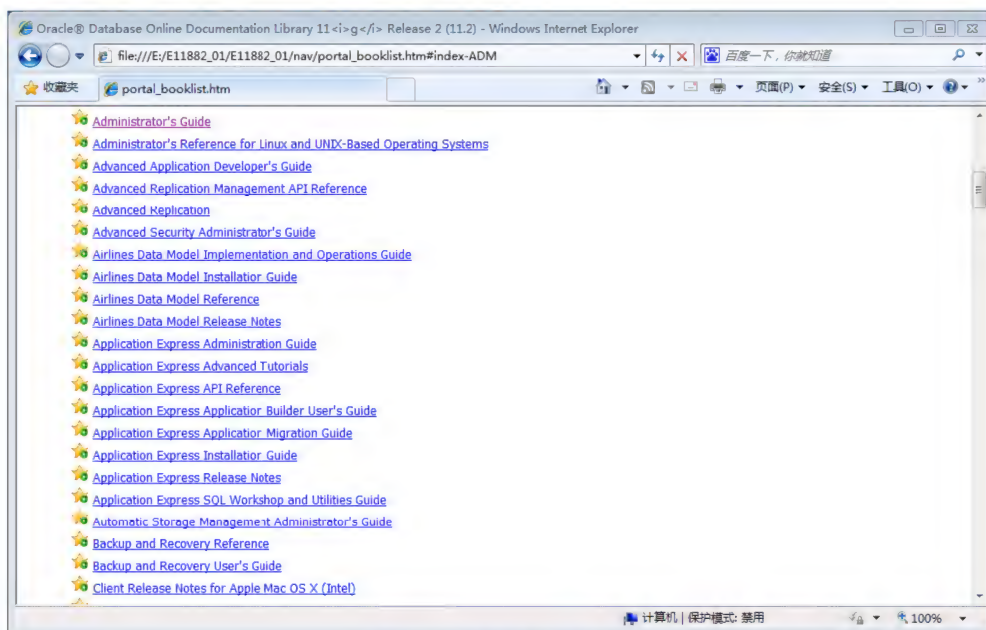 Oracle® Database Online Documentation Library 11<i>g</i> Release 2 (11.2) - Windows Internet Explorer
file:///E:/E11882_01/E11882_01/nav/portal_booklist.htm#index-ADM
百度一下，你就知道
收藏夹
portal_booklist.htm
页面(P)
安全(S)
工具(O)
Administrator's Guide
Administrator's Reference for Linux and UNIX-Based Operating Systems
Advanced Application Developer's Guide
Advanced Replication Management API Reference
Advanced Replication
Advanced Security Administrator's Guide
Airlines Data Model Implementation and Operations Guide
Airlines Data Model Installation Guide
Airlines Data Model Reference
Airlines Data Model Release Notes
Application Express Administration Guide
Application Express Advanced Tutorials
Application Express API Reference
Application Express Application Builder User's Guide
Application Express Application Migration Guide
Application Express Installation Guide
Application Express Release Notes
Application Express SQL Workshop and Utilities Guide
Automatic Storage Management Administrator's Guide
Backup and Recovery Reference
Backup and Recovery User's Guide
Client Release Notes for Apple Mac OS X (Intel)
计算机 | 保护模式: 禁用
100%